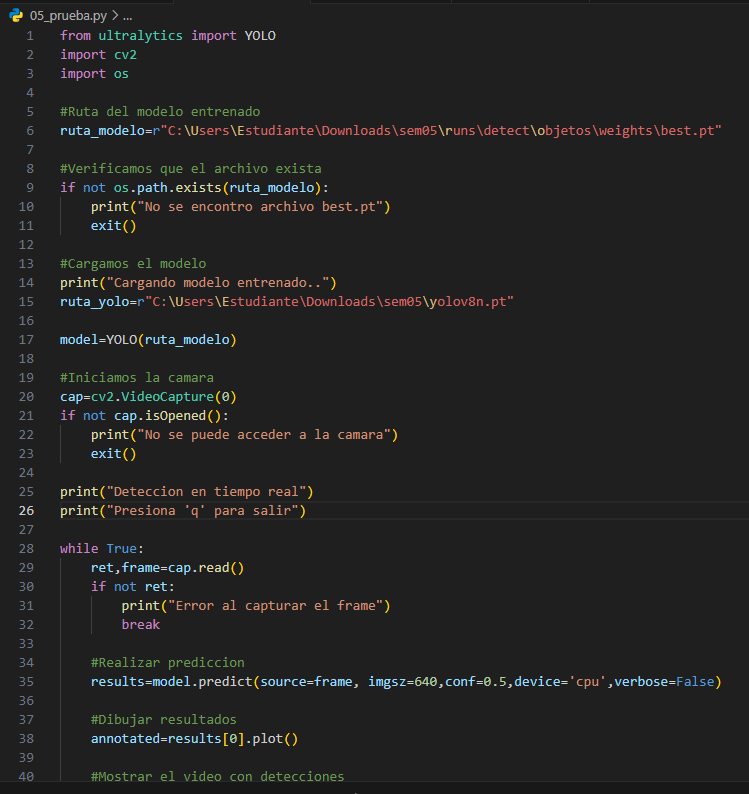 05_prueba.py > ...
1 from ultralytics import YOLO
2 import cv2
3 import os
4
5 #Ruta del modelo entrenado
6 ruta_modelo=r"C:\Users\Estudiante\Downloads\sem05\runs\detect\objetos\weights\best.pt"
7
8 #Verificamos que el archivo exista
9 if not os.path.exists(ruta_modelo):
10     print("No se encontro archivo best.pt")
11     exit()
12
13 #Cargamos el modelo
14 print("Cargando modelo entrenado..")
15 ruta_yolo=r"C:\Users\Estudiante\Downloads\sem05\yolov8n.pt"
16
17 model=YOLO(ruta_modelo)
18
19 #Iniciamos la camara
20 cap=cv2.VideoCapture(0)
21 if not cap.isOpened():
22     print("No se puede acceder a la camara")
23     exit()
24
25 print("Deteccion en tiempo real")
26 print("Presiona 'q' para salir")
27
28 while True:
29     ret,frame=cap.read()
30     if not ret:
31         print("Error al capturar el frame")
32         break
33
34     #Realizar prediccion
35     results=model.predict(source=frame, imgsz=640,conf=0.5,device='cpu',verbose=False)
36
37     #Dibujar resultados
38     annotated=results[0].plot()
39
40     #Mostrar el video con detecciones